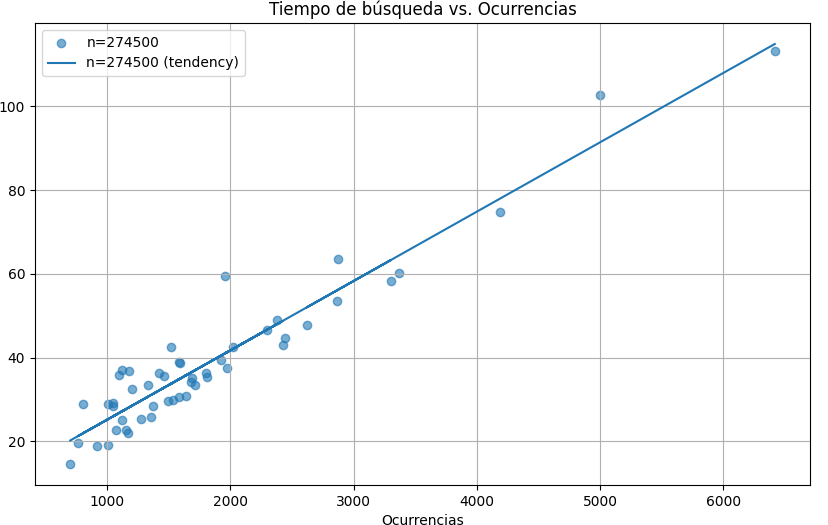 Tiempo de búsqueda vs. Ocurrencias
n=274500
n=274500 (tendency)
100
80
60
40
20
1000 2000 3000 4000 5000 6000
Ocurrencias